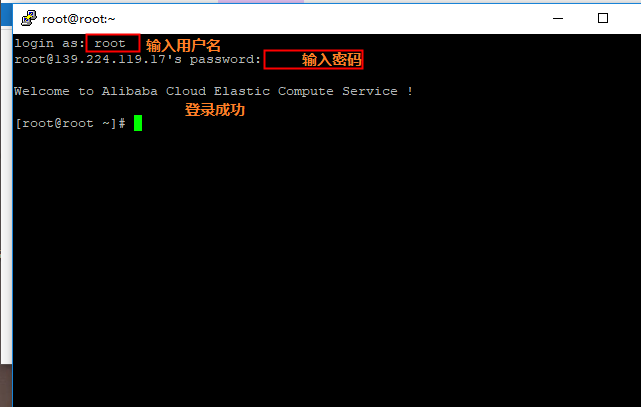 root@root:~
login as: root 输入用户名
root@139.224.119.17's password: 输入密码
Welcome to Alibaba Cloud Elastic Compute Service !
登录成功
[root@root ~]#